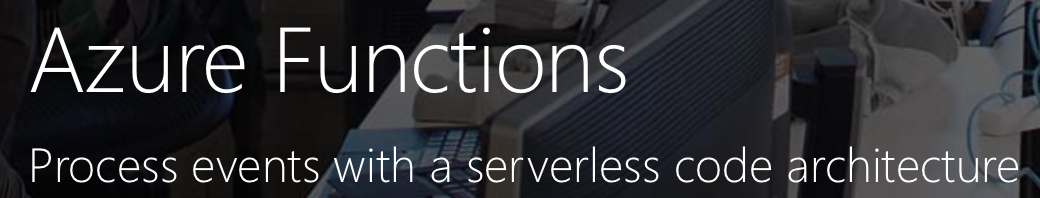 Azure Functions
Process events with a serverless code architecture